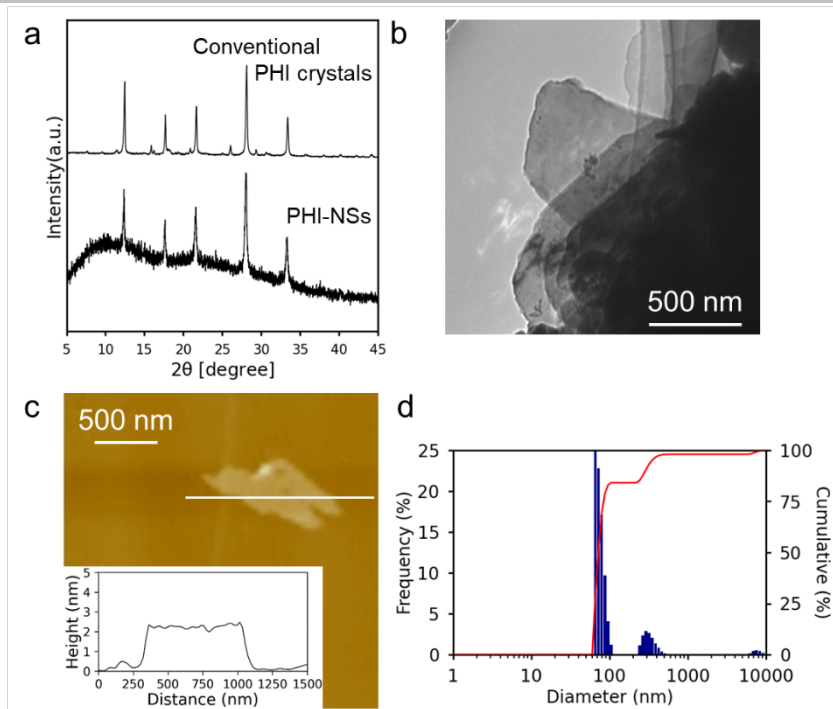 a
Conventional
PHI crystals
PHI-NSs
Intensity(a.u.)
5 10 15 20 25 30 35 40 45
2θ [degree]
b
500 nm
c
500 nm
Height (nm)
5
4
3
2
1
0
0 250 500 750 1000 1250 1500
Distance (nm)
d
Frequency (%)
25
20
15
10
5
0
100
75
50
25
0
Cumulative (%)
1 10 100 1000 10000
Diameter (nm)